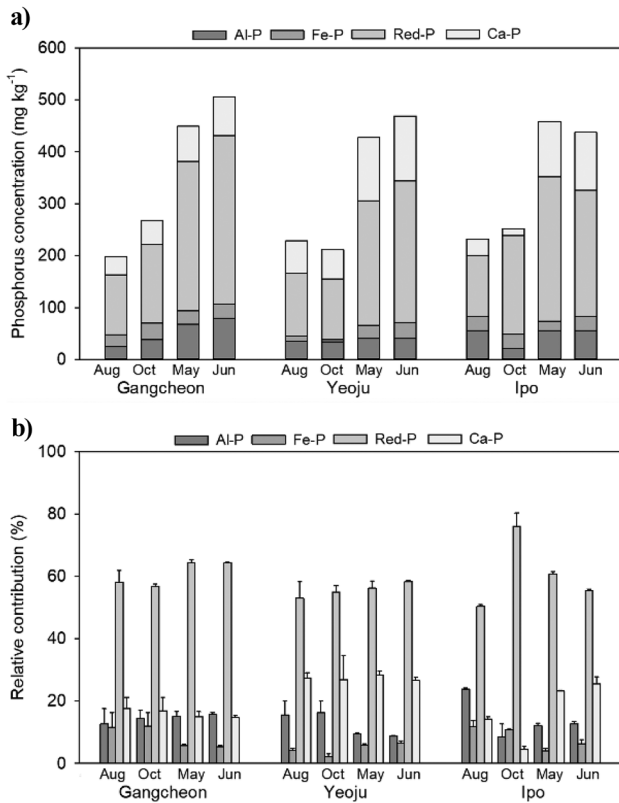 a)
Al-P Fe-P Red-P Ca-P
Phosphorus concentration (mg kg⁻¹)
600
500
400
300
200
100
0
Aug Oct May Jun Aug Oct May Jun Aug Oct May Jun
Gangcheon Yeoju Ipo
b)
Al-P Fe-P Red-P Ca-P
Relative contribution (%)
100
80
60
40
20
0
Aug Oct May Jun Aug Oct May Jun Aug Oct May Jun
Gangcheon Yeoju Ipo